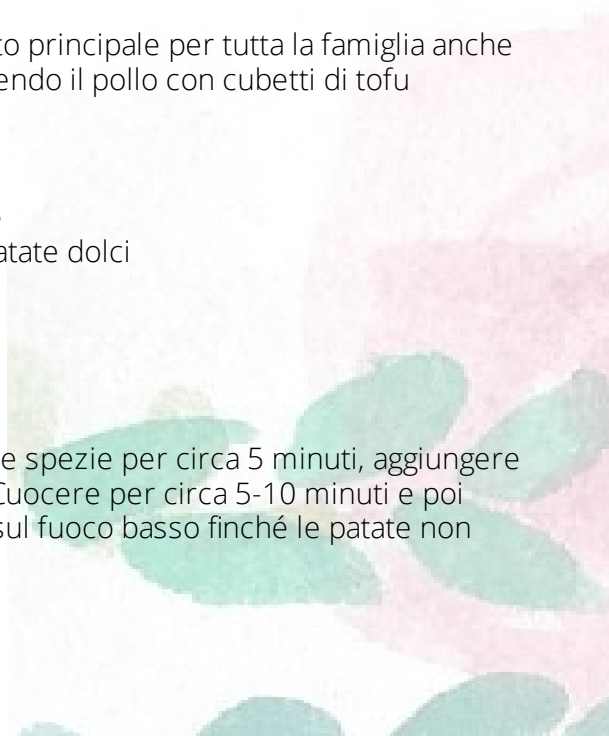 to principale per tutta la famiglia anche
endo il pollo con cubetti di tofu
atate dolci
e spezie per circa 5 minuti, aggiungere
Cuocere per circa 5-10 minuti e poi
sul fuoco basso finché le patate non